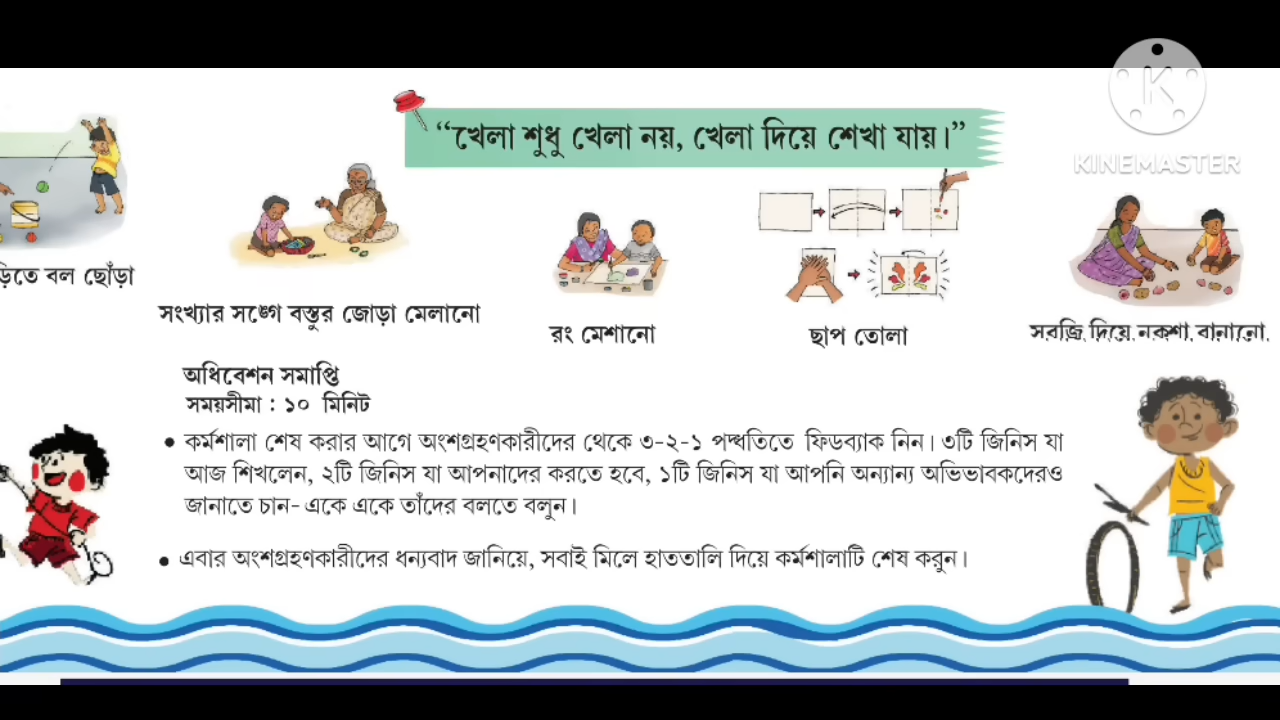 KINEMASTER
“খেলা শুধু খেলা নয়, খেলা দিয়ে শেখা যায়।”
বল ছোঁড়া
সংখ্যার সঙ্গে বস্তুর জোড়া মেলানো
রং মেশানো
ছাপ তোলা
সবজি দিয়ে নকশা বানানো
অধিবেশন সমাপ্তি
সময়সীমা : ১০ মিনিট
• কর্মশালা শেষ করার আগে অংশগ্রহণকারীদের থেকে ৩-২-১ পদ্ধতিতে ফিডব্যাক নিন। ৩টি জিনিস যা
আজ শিখলেন, ২টি জিনিস যা আপনাদের করতে হবে, ১টি জিনিস যা আপনি অন্যান্য অভিভাবকদেরও
জানাতে চান- একে একে তাঁদের বলতে বলুন।
• এবার অংশগ্রহণকারীদের ধন্যবাদ জানিয়ে, সবাই মিলে হাততালি দিয়ে কর্মশালাটি শেষ করুন।